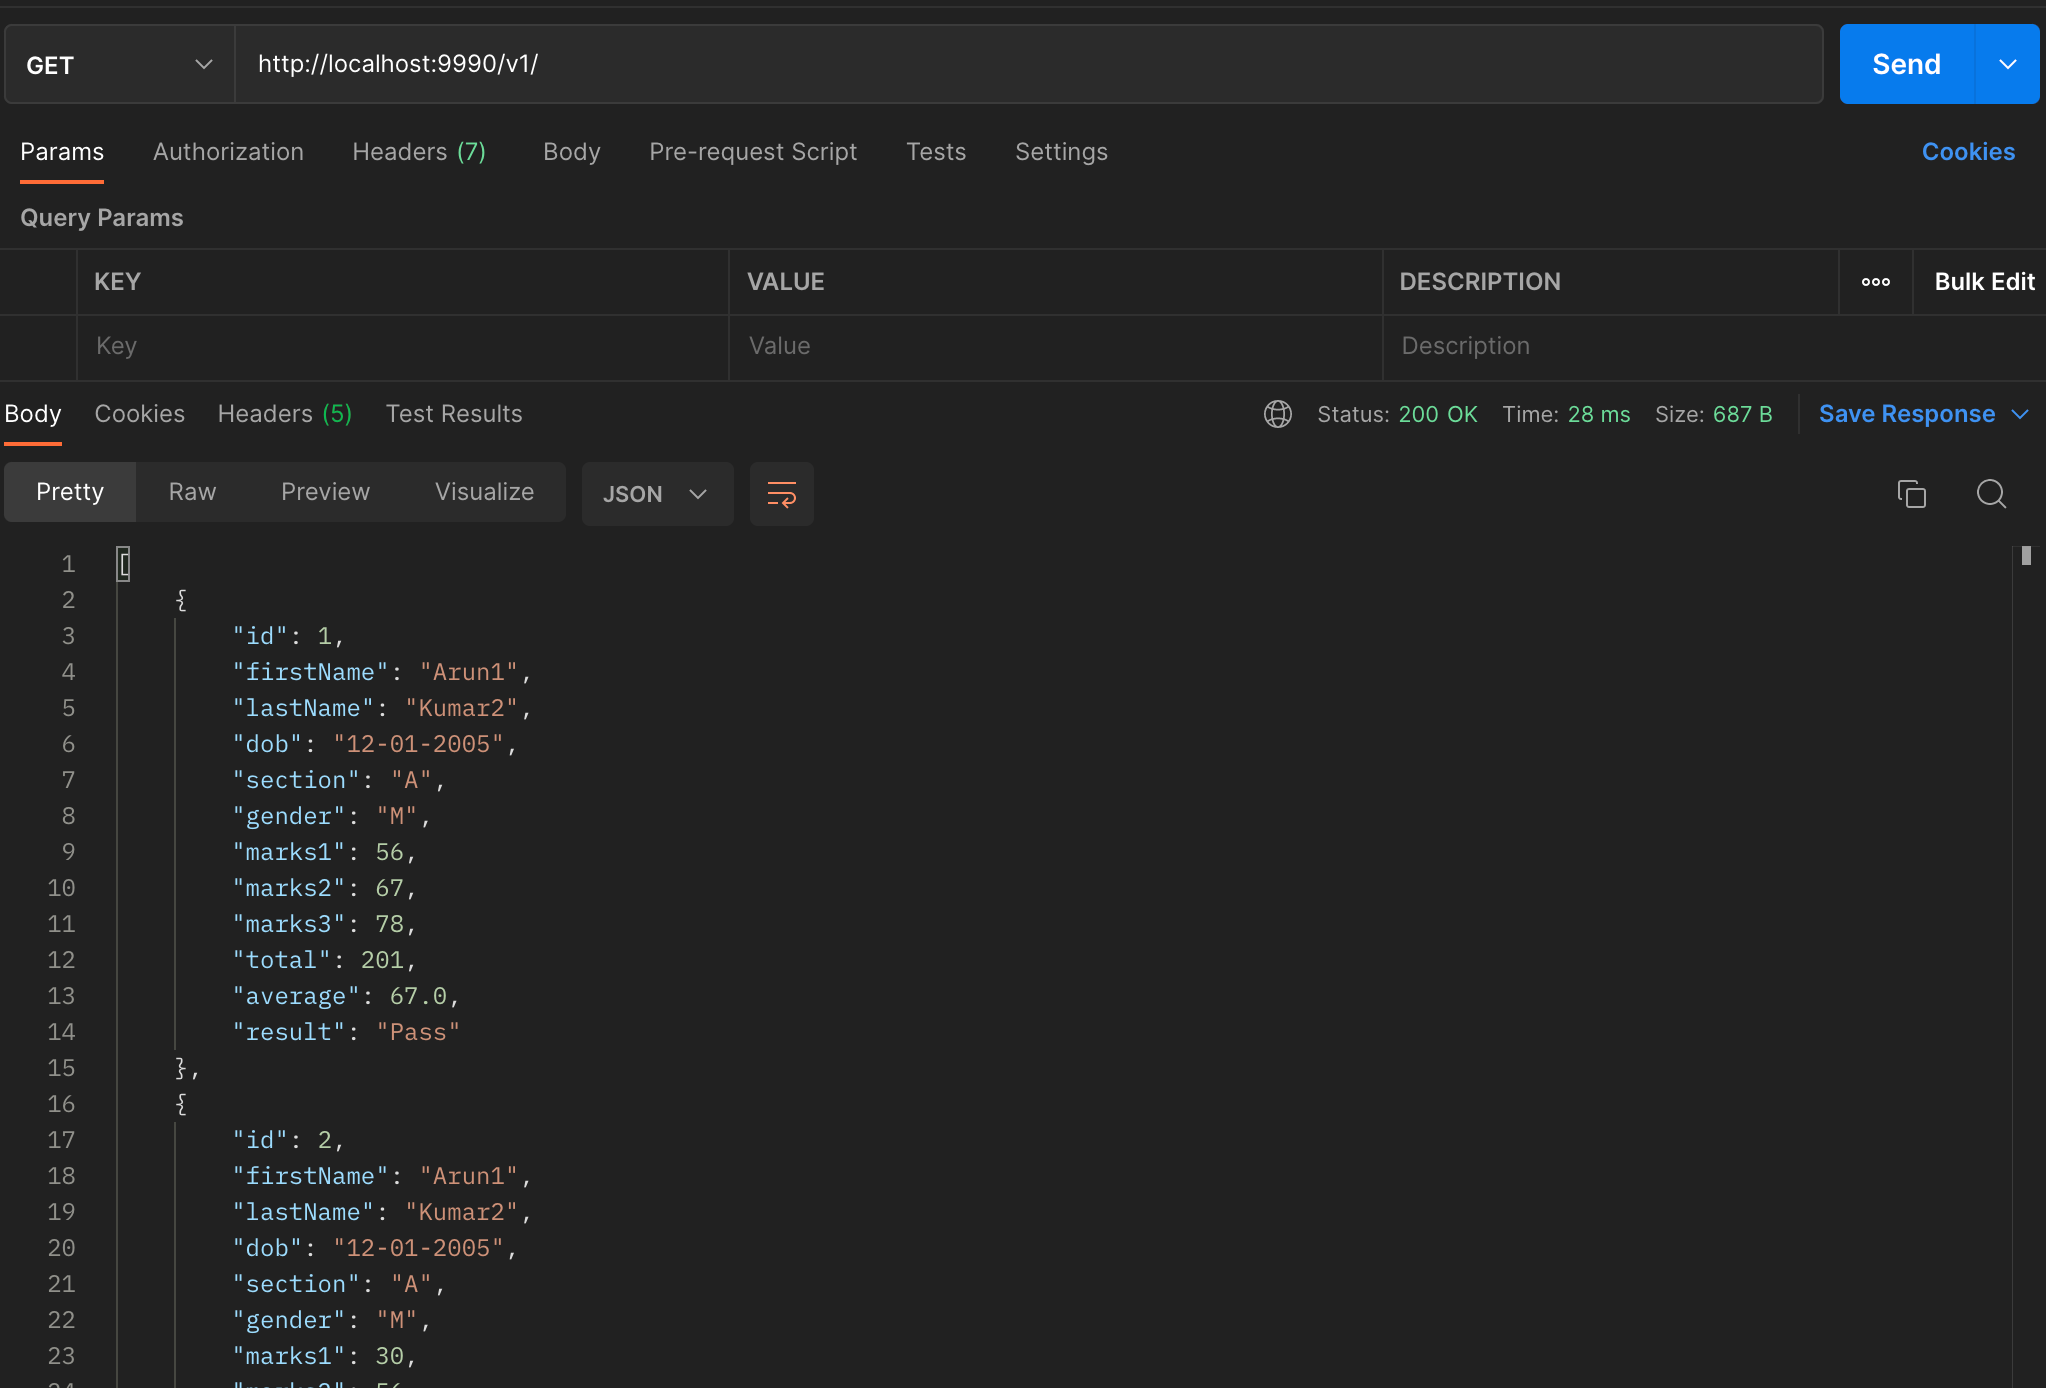 GET http://localhost:9990/v1/ Send
Params Authorization Headers (7) Body Pre-request Script Tests Settings Cookies
Query Params
KEY VALUE DESCRIPTION ooo Bulk Edit
Key Value Description
Body Cookies Headers (5) Test Results Status: 200 OK Time: 28 ms Size: 687 B Save Response
Pretty Raw Preview Visualize JSON
1 [
2 {
3 "id": 1,
4 "firstName": "Arun1",
5 "lastName": "Kumar2",
6 "dob": "12-01-2005",
7 "section": "A",
8 "gender": "M",
9 "marks1": 56,
10 "marks2": 67,
11 "marks3": 78,
12 "total": 201,
13 "average": 67.0,
14 "result": "Pass"
15 },
16 {
17 "id": 2,
18 "firstName": "Arun1",
19 "lastName": "Kumar2",
20 "dob": "12-01-2005",
21 "section": "A",
22 "gender": "M",
23 "marks1": 30,